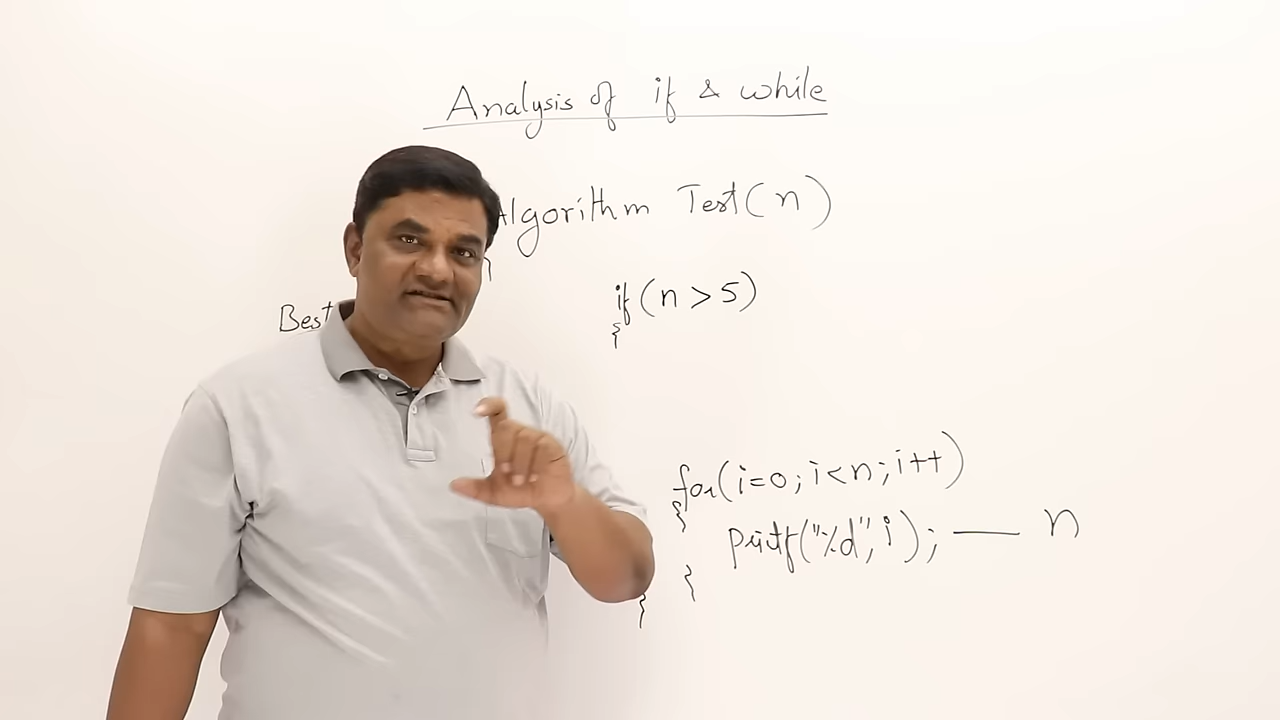 Analysis of if & while
Algorithm Test(n)
{
Best
if(n>5)
{
for(i=0;i<n;i++)
{
printf("%d",i); — n
}
}